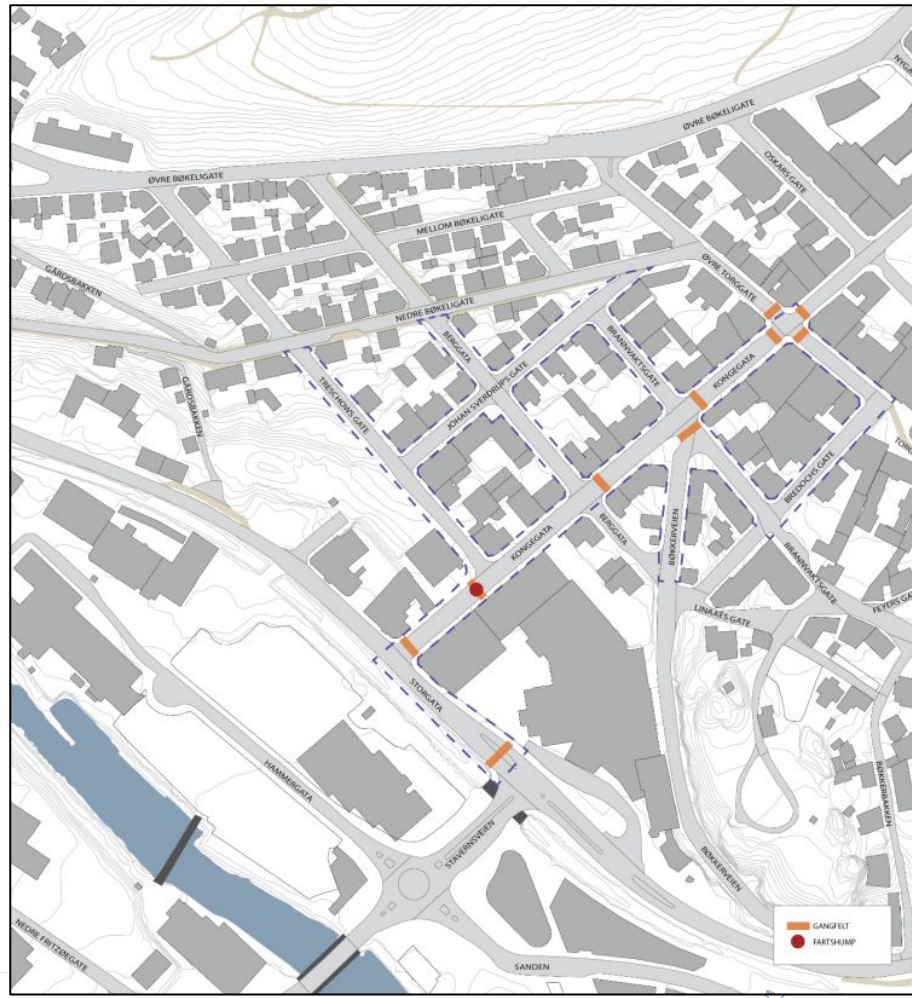 NYGA
ØVRE BØKELIGATE
OSKARS GATE
ØVRE BØKELIGATE
MELLOM BØKELIGATE
GÅRDSBAKKEN
ØVRE TORGGATE
NEDRE BØKELIGATE
BERGGATA
BRANNVAKTSGATE
KONGEGATA
GÅRDSBAKKEN
TRESCHOWS GATE
JOHAN SVERDRUPS GATE
TORG
BREDOCHS GATE
KONGEGATA
BERGGATA
BØKKERVEIEN
BRANNVAKTSGATE
LINAAES GATE
FEYERS GA
STORGATA
HAMMERGATA
STAVERNSVEIEN
BØKKERBAKKEN
BØKKERVEIEN
NEDRE FRITZØEGATE
SANDEN
GANGFELT
FARTSHUMP